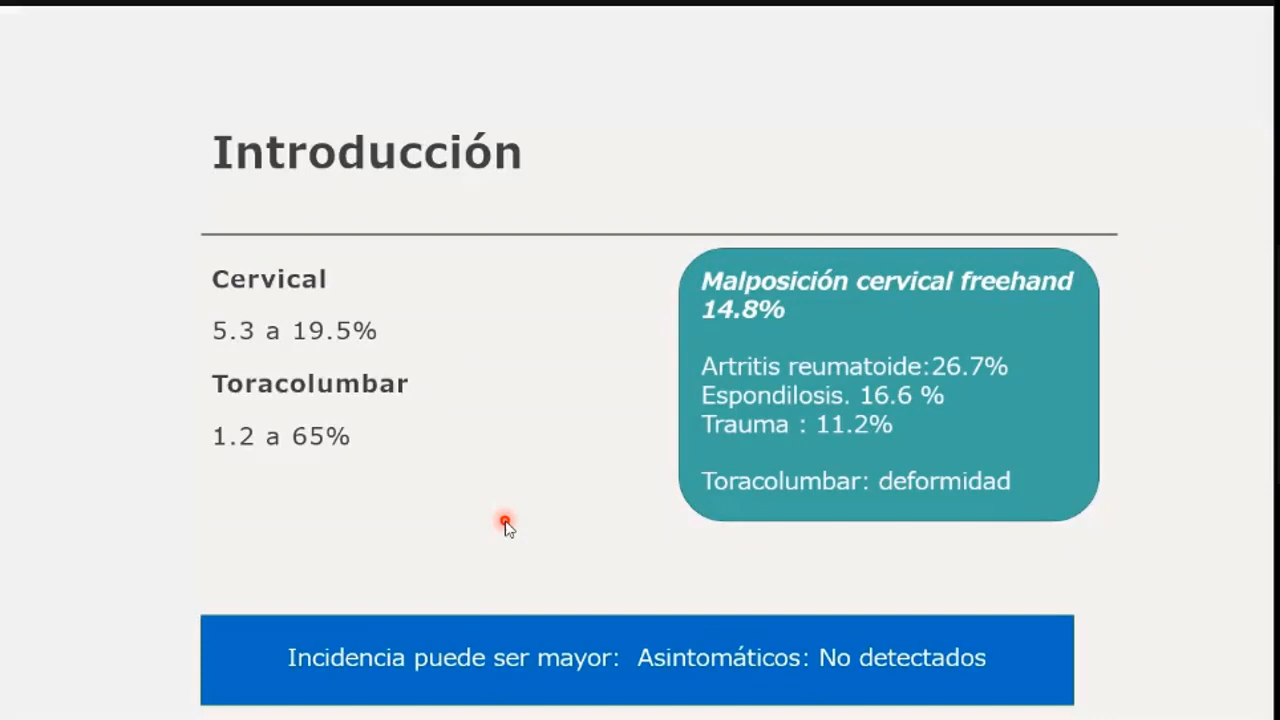 Introducción
Cervical
5.3 a 19.5%
Toracolumbar
1.2 a 65%
Malposición cervical freehand
14.8%
Artritis reumatoide:26.7%
Espondilosis. 16.6 %
Trauma : 11.2%
Toracolumbar: deformidad
Incidencia puede ser mayor:  Asintomáticos: No detectados